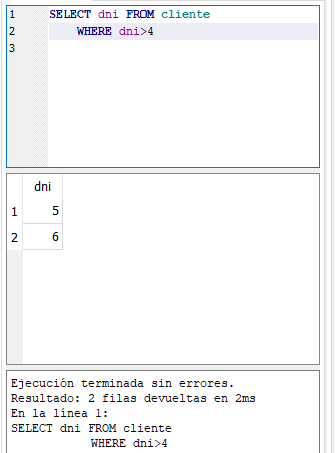 1 SELECT dni FROM cliente
2 WHERE dni>4
3
dni
1 5
2 6
Ejecución terminada sin errores.
Resultado: 2 filas devueltas en 2ms
En la línea 1:
SELECT dni FROM cliente
WHERE dni>4